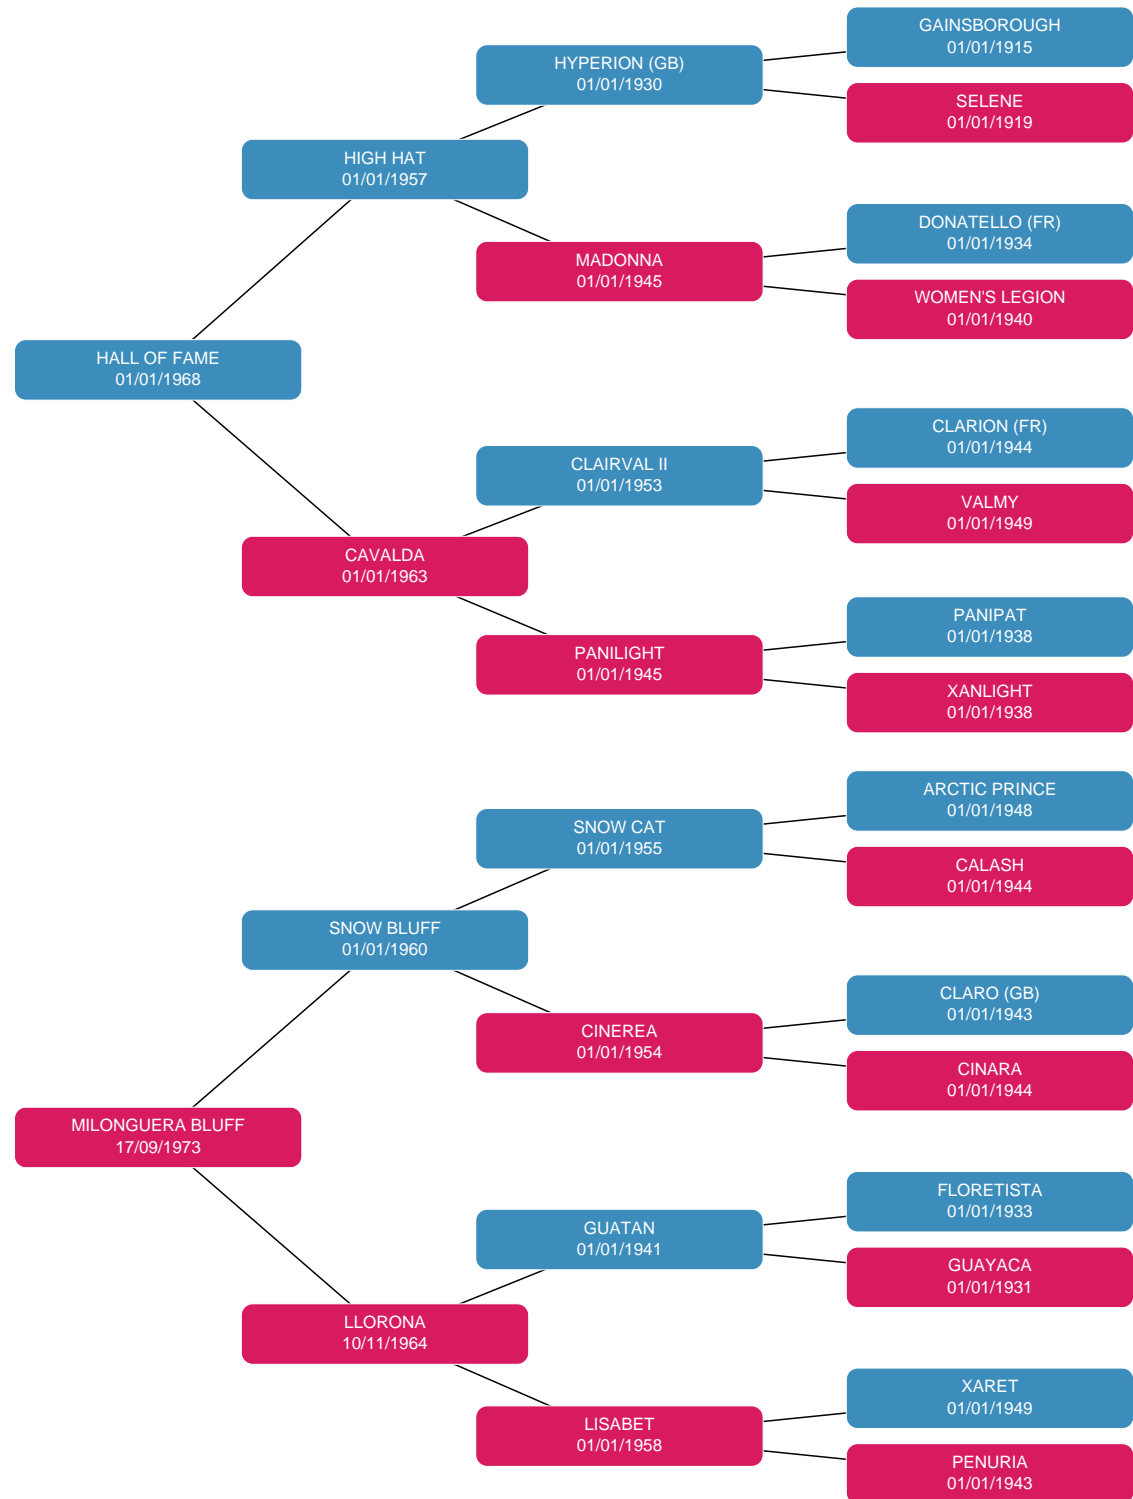 GAINSBOROUGH
01/01/1915
HYPERION (GB)
01/01/1930
SELENE
01/01/1919
HIGH HAT
01/01/1957
DONATELLO (FR)
01/01/1934
MADONNA
01/01/1945
WOMEN'S LEGION
01/01/1940
HALL OF FAME
01/01/1968
CLARION (FR)
01/01/1944
CLAIRVAL II
01/01/1953
VALMY
01/01/1949
CAVALDA
01/01/1963
PANIPAT
01/01/1938
PANILIGHT
01/01/1945
XANLIGHT
01/01/1938
ARCTIC PRINCE
01/01/1948
SNOW CAT
01/01/1955
CALASH
01/01/1944
SNOW BLUFF
01/01/1960
CLARO (GB)
01/01/1943
CINEREA
01/01/1954
CINARA
01/01/1944
MILONGUERA BLUFF
17/09/1973
FLORETISTA
01/01/1933
GUATAN
01/01/1941
GUAYACA
01/01/1931
LLORONA
10/11/1964
XARET
01/01/1949
LISABET
01/01/1958
PENURIA
01/01/1943